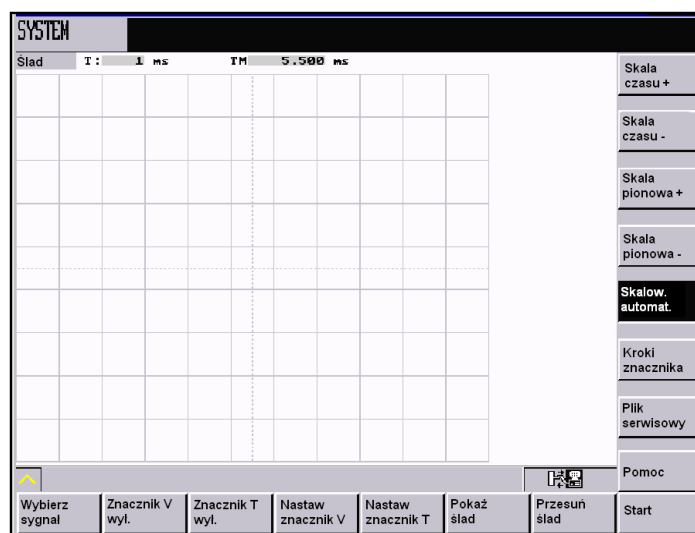 SYSTEM
Ślad T: 1 ms TM 5.500 ms
Skala
czasu +
Skala
czasu -
Skala
pionowa +
Skala
pionowa -
Skalow.
automat.
Kroki
znacznika
Plik
serwisowy
Pomoc
Wybierz
sygnał
Znacznik V
wył.
Znacznik T
wył.
Nastaw
znacznik V
Nastaw
znacznik T
Pokaż
ślad
Przesuń
ślad
Start